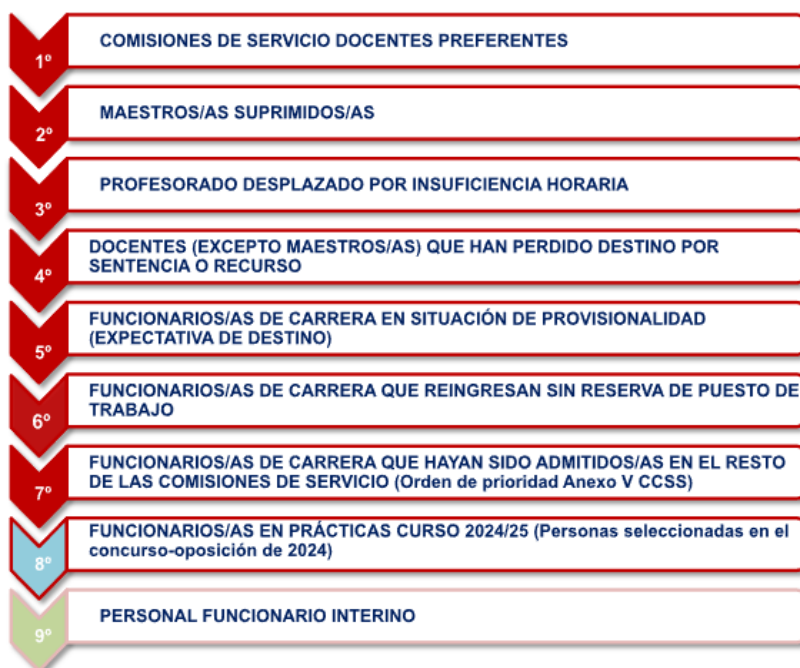 1º
COMISIONES DE SERVICIO DOCENTES PREFERENTES
2º
MAESTROS/AS SUPRIMIDOS/AS
3º
PROFESORADO DESPLAZADO POR INSUFICIENCIA HORARIA
4º
DOCENTES (EXCEPTO MAESTROS/AS) QUE HAN PERDIDO DESTINO POR
SENTENCIA O RECURSO
5º
FUNCIONARIOS/AS DE CARRERA EN SITUACIÓN DE PROVISIONALIDAD
(EXPECTATIVA DE DESTINO)
6º
FUNCIONARIOS/AS DE CARRERA QUE REINGRESAN SIN RESERVA DE PUESTO DE
TRABAJO
7º
FUNCIONARIOS/AS DE CARRERA QUE HAYAN SIDO ADMITIDOS/AS EN EL RESTO
DE LAS COMISIONES DE SERVICIO (Orden de prioridad Anexo V CCSS)
8º
FUNCIONARIOS/AS EN PRÁCTICAS CURSO 2024/25 (Personas seleccionadas en el
concurso-oposición de 2024)
9º
PERSONAL FUNCIONARIO INTERINO